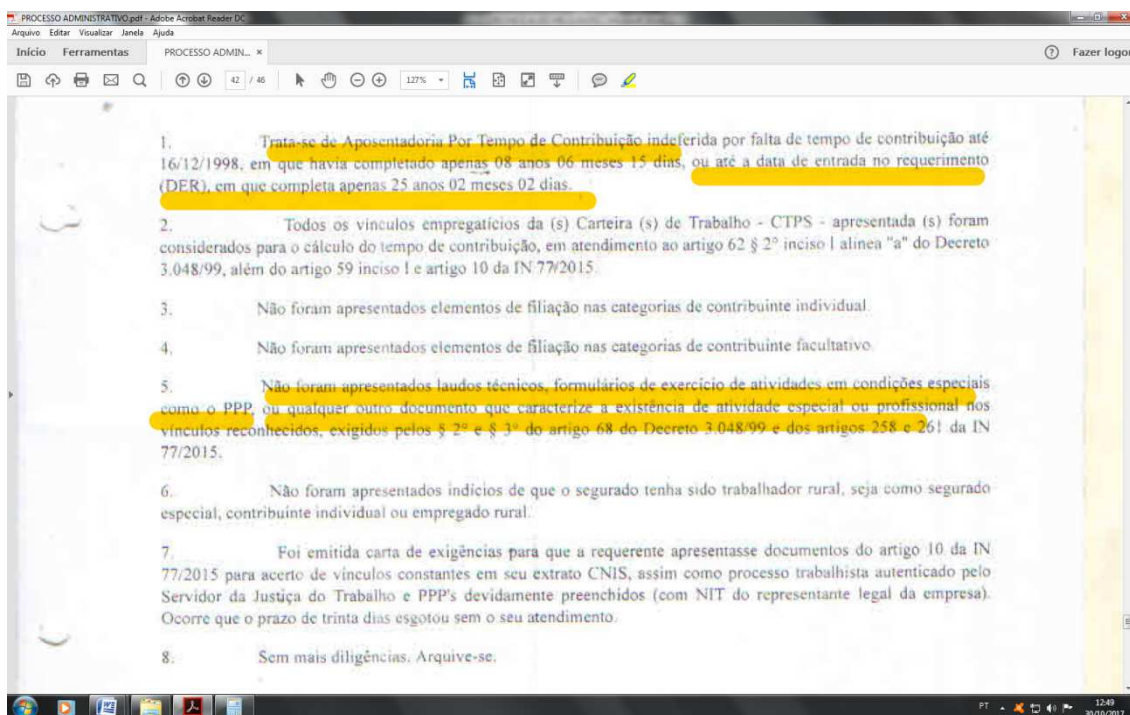 PROCESSO ADMINISTRATIVO.pdf - Adobe Acrobat Reader DC
Arquivo Editar Visualizar Janela Ajuda
Início Ferramentas PROCESSO ADMIN... × Fazer logon
42 / 46 127%
1. Trata-se de Aposentadoria Por Tempo de Contribuição indeferida por falta de tempo de contribuição até
16/12/1998, em que havia completado apenas 08 anos 06 meses 15 dias, ou até a data de entrada no requerimento
(DER), em que completa apenas 25 anos 02 meses 02 dias.
2. Todos os vinculos empregatícios da (s) Carteira (s) de Trabalho - CTPS - apresentada (s) foram
considerados para o cálculo do tempo de contribuição, em atendimento ao artigo 62 § 2º inciso I alinea "a" do Decreto
3.048/99, além do artigo 59 inciso I e artigo 10 da IN 77/2015.
3. Não foram apresentados elementos de filiação nas categorias de contribuinte individual.
4. Não foram apresentados elementos de filiação nas categorias de contribuinte facultativo.
5. Não foram apresentados laudos técnicos, formulários de exercício de atividades em condições especiais
como o PPP, ou qualquer outro documento que caracterize a existência de atividade especial ou profissional nos
vínculos reconhecidos, exigidos pelos § 2º e § 3º do artigo 68 do Decreto 3.048/99 e dos artigos 258 e 261 da IN
77/2015.
6. Não foram apresentados indícios de que o segurado tenha sido trabalhador rural, seja como segurado
especial, contribuinte individual ou empregado rural.
7. Foi emitida carta de exigências para que a requerente apresentasse documentos do artigo 10 da IN
77/2015 para acerto de vínculos constantes em seu extrato CNIS, assim como processo trabalhista autenticado pelo
Servidor da Justiça do Trabalho e PPP's devidamente preenchidos (com NIT do representante legal da empresa).
Ocorre que o prazo de trinta dias esgotou sem o seu atendimento.
8. Sem mais diligências. Arquive-se.
PT 12:49
30/10/2017